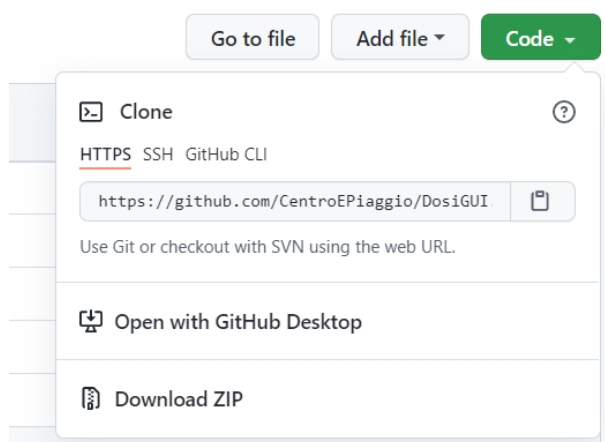 Go to file Add file Code
Clone
HTTPS SSH GitHub CLI
https://github.com/CentroEPiaggio/DosiGUI.
Use Git or checkout with SVN using the web URL.
Open with GitHub Desktop
Download ZIP